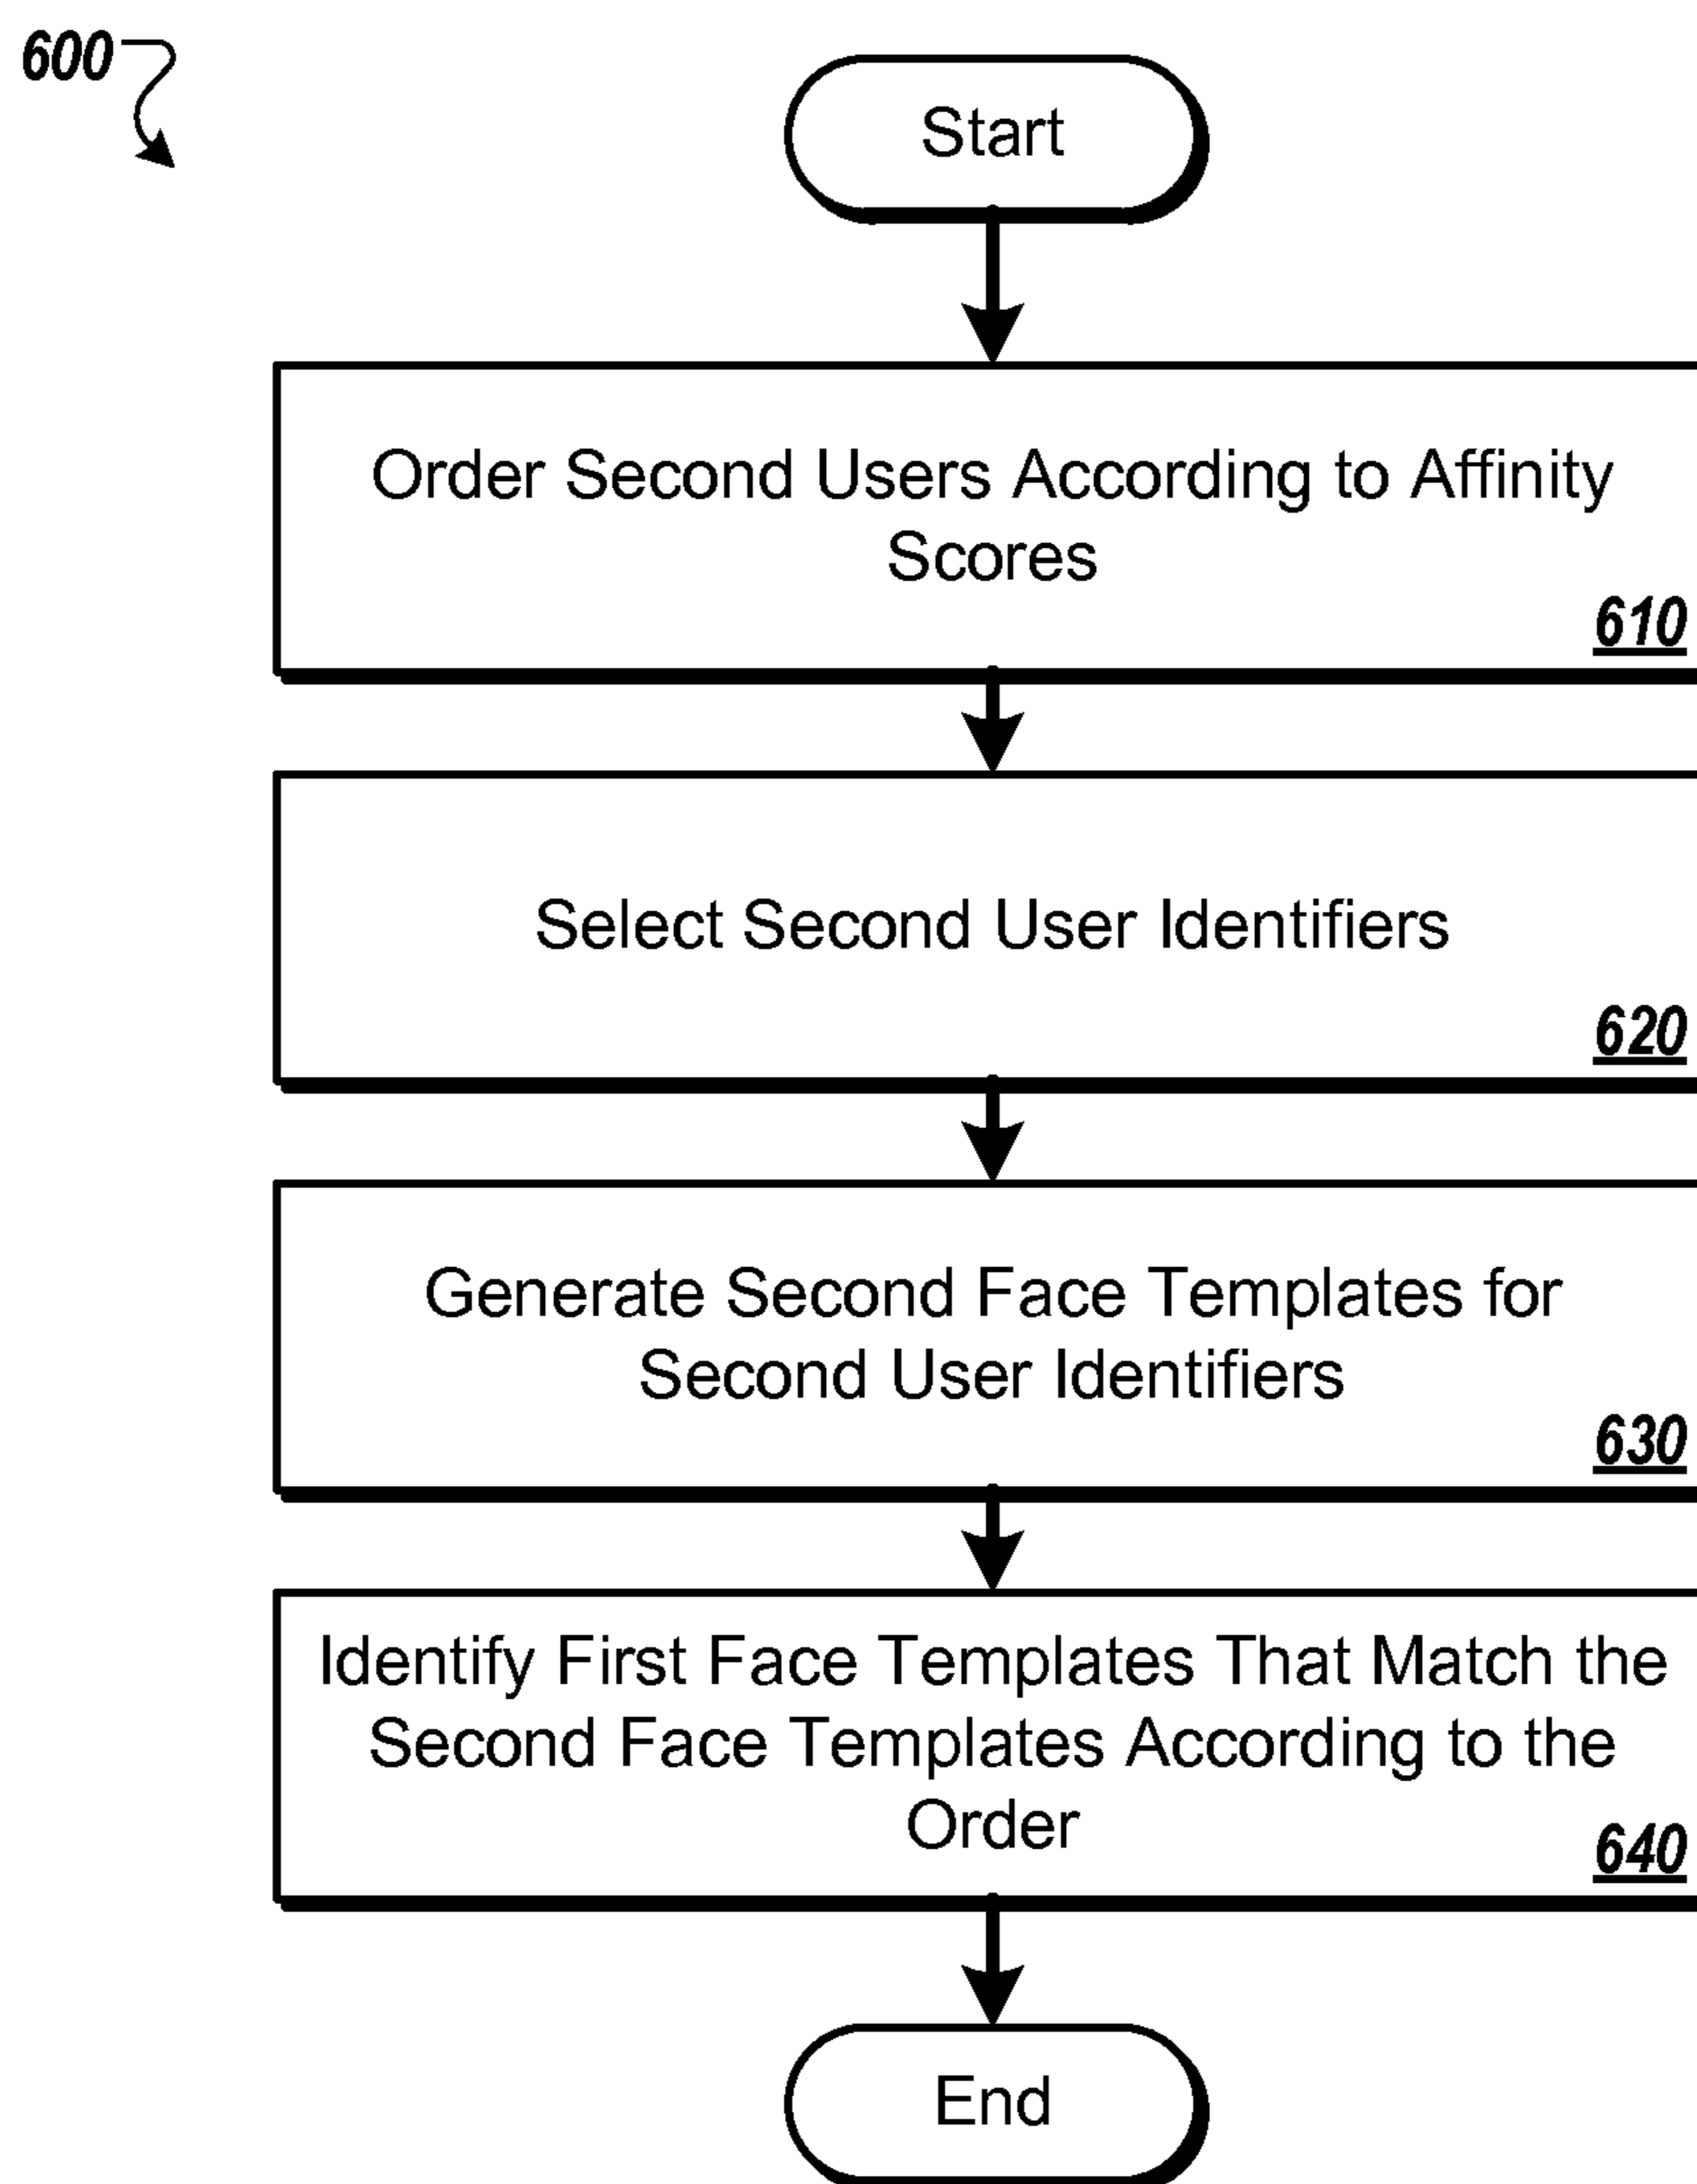 600
Start
Order Second Users According to Affinity
Scores
610
Select Second User Identifiers
620
Generate Second Face Templates for
Second User Identifiers
630
Identify First Face Templates That Match the
Second Face Templates According to the
Order
640
End